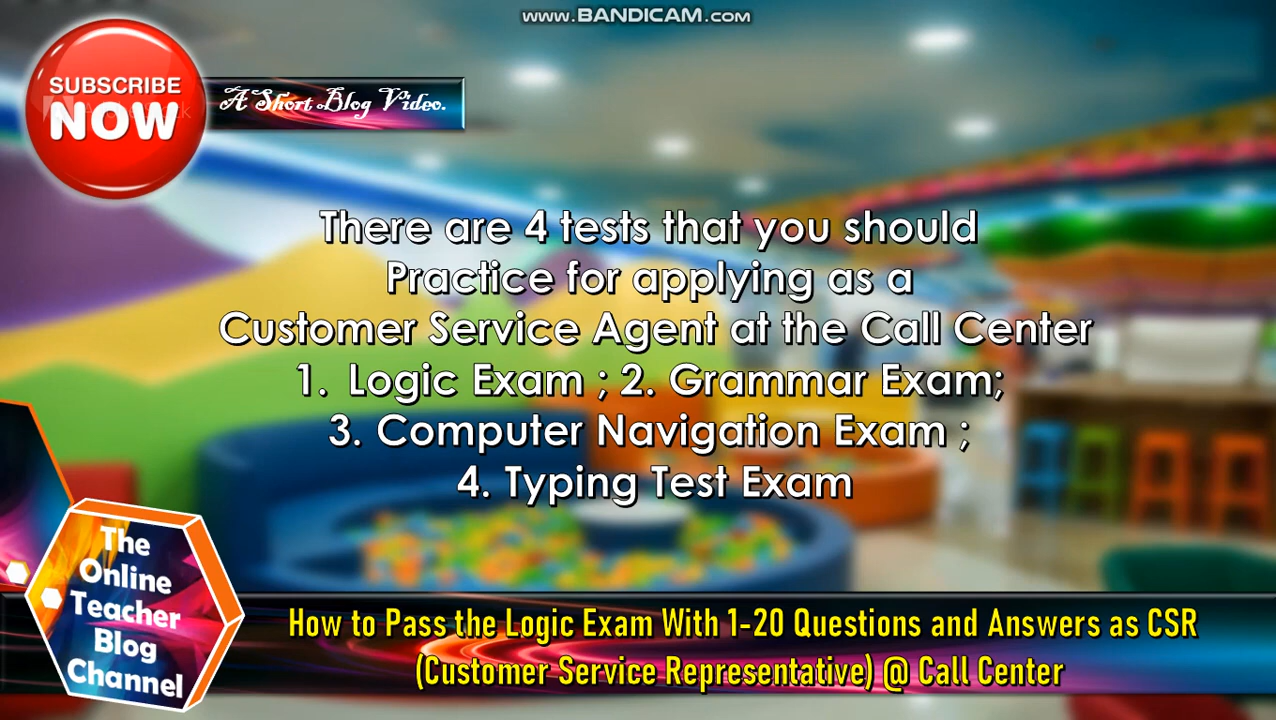 www.BANDICAM.com
SUBSCRIBE
NOW
A Short Blog Video.
There are 4 tests that you should
Practice for applying as a
Customer Service Agent at the Call Center
1. Logic Exam ; 2. Grammar Exam;
3. Computer Navigation Exam ;
4. Typing Test Exam
The
Online
Teacher
Blog
Channel
How to Pass the Logic Exam With 1-20 Questions and Answers as CSR
(Customer Service Representative) @ Call Center